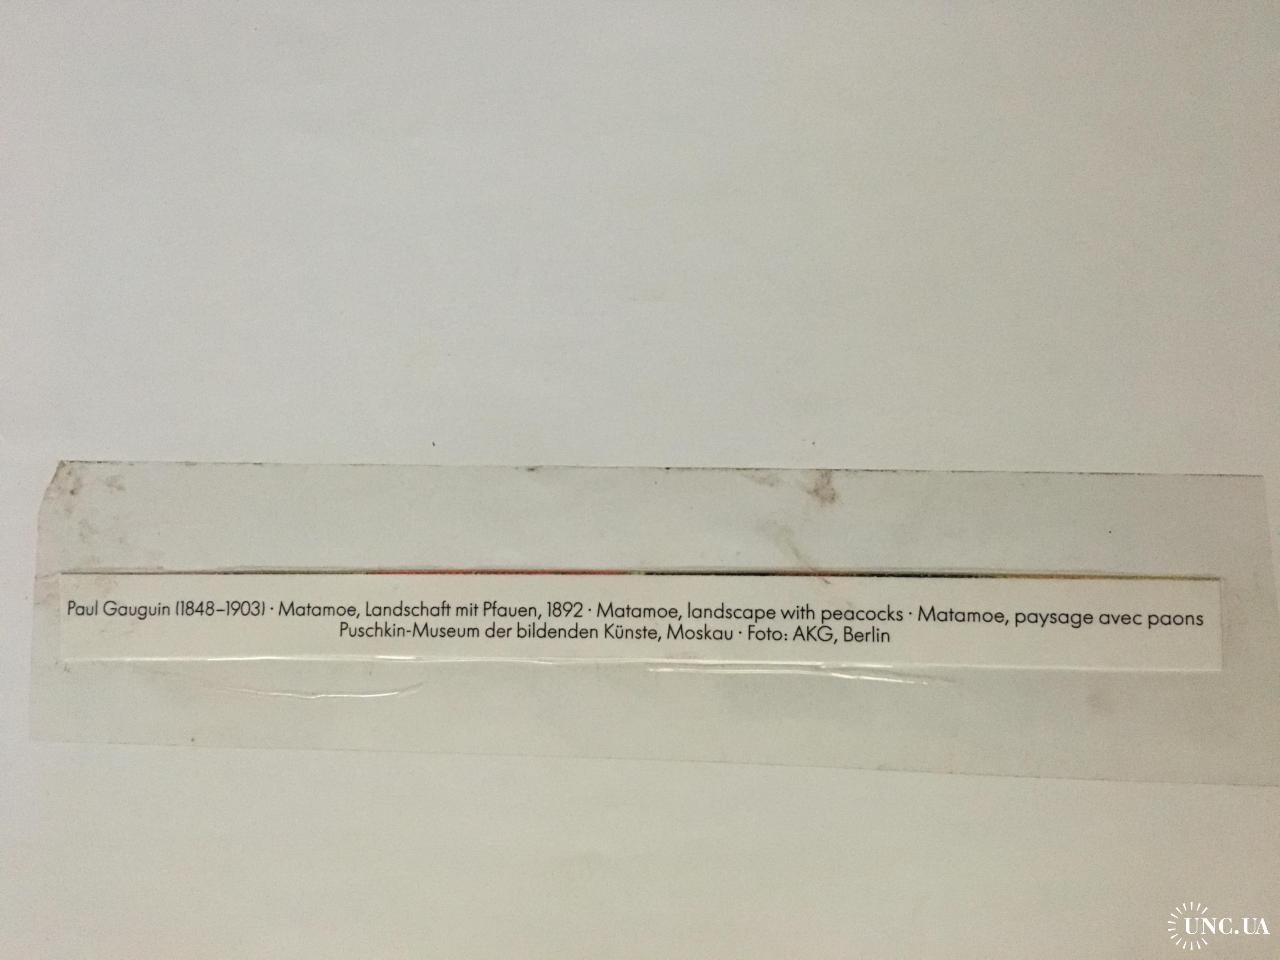 Paul Gauguin (1848–1903) · Matamoe, Landschaft mit Pfauen, 1892 · Matamoe, landscape with peacocks · Matamoe, paysage avec paons
Puschkin-Museum der bildenden Künste, Moskau · Foto: AKG, Berlin
UNC.UA